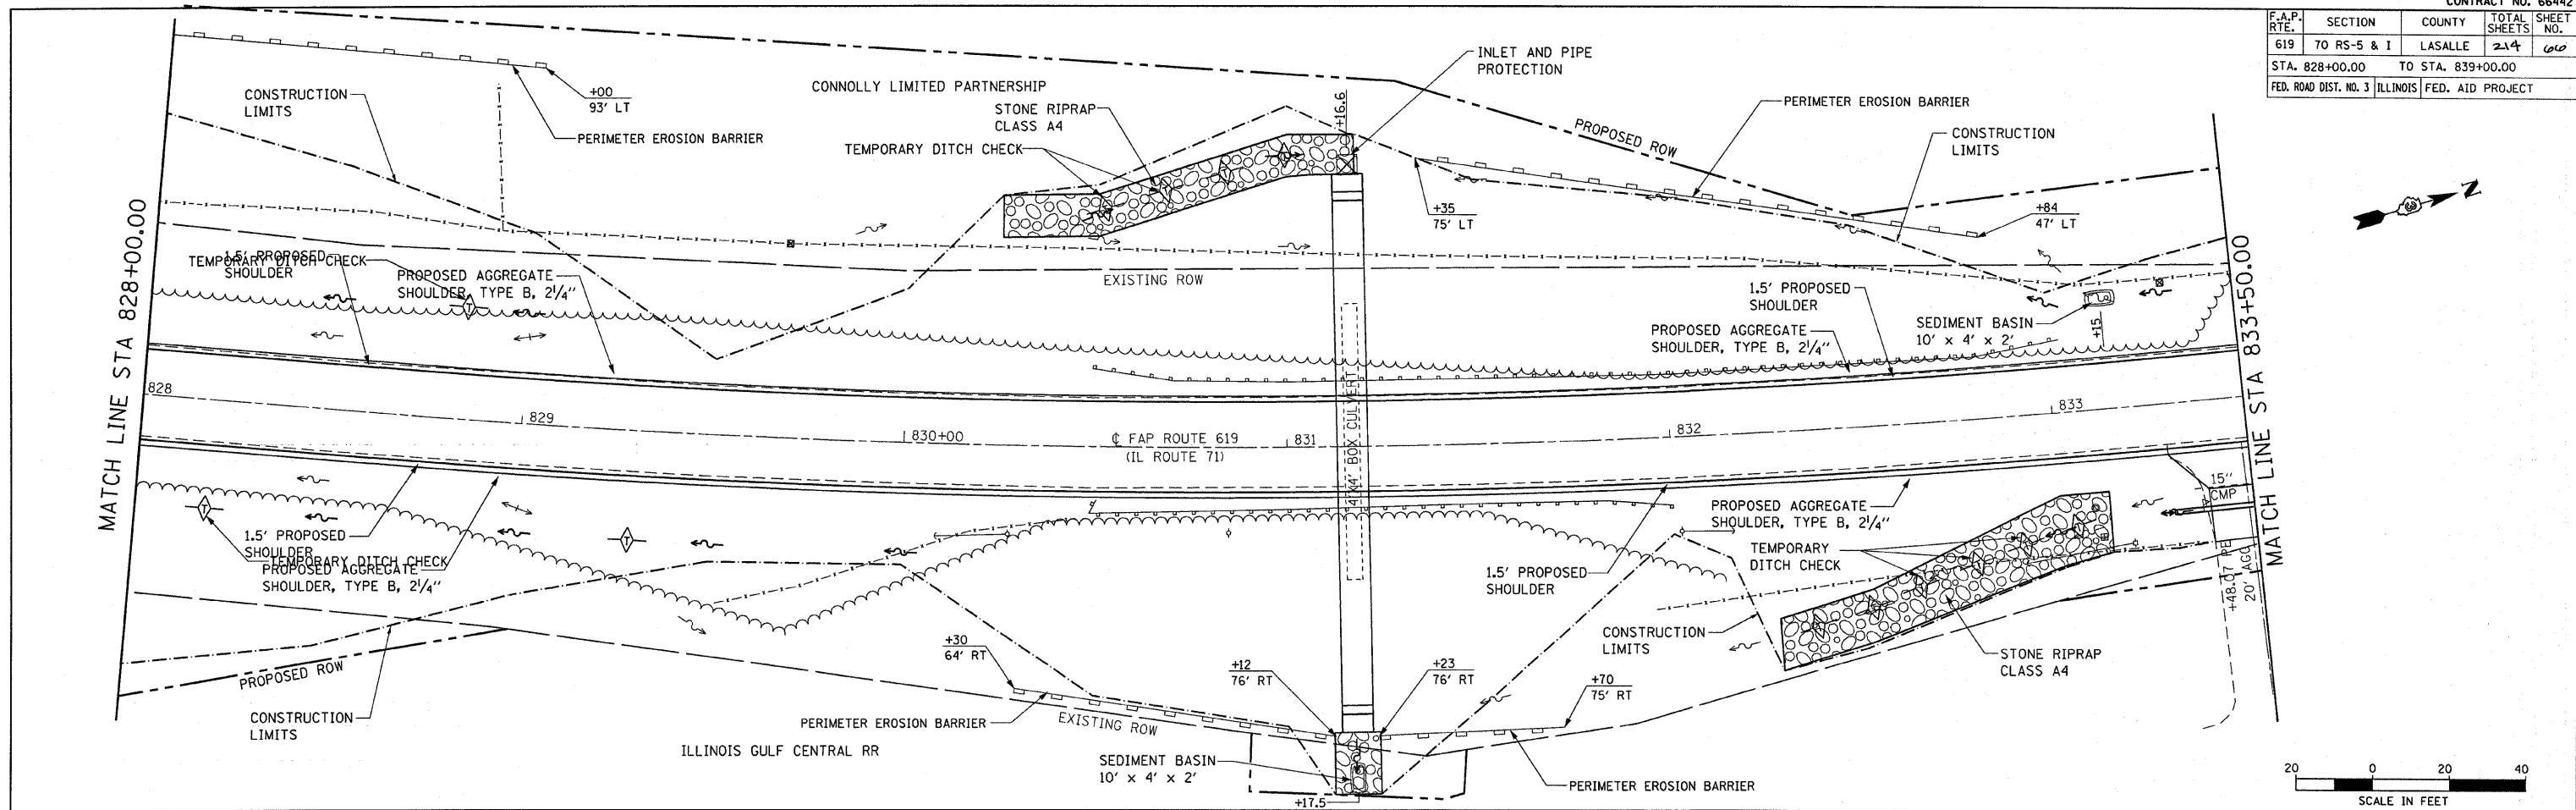 CONTRACT NO. 66442
F.A.P. RTE.
SECTION
COUNTY
TOTAL SHEETS
SHEET NO.
619
70 RS-5 & I
LASALLE
214
66
STA. 828+00.00 TO STA. 839+00.00
FED. ROAD DIST. NO. 3
ILLINOIS
FED. AID PROJECT
INLET AND PIPE
PROTECTION
CONNOLLY LIMITED PARTNERSHIP
CONSTRUCTION
LIMITS
+00
93' LT
PERIMETER EROSION BARRIER
STONE RIPRAP
CLASS A4
TEMPORARY DITCH CHECK
+16.6
PERIMETER EROSION BARRIER
PROPOSED ROW
CONSTRUCTION
LIMITS
+35
75' LT
+84
47' LT
N
MATCH LINE STA 828+00.00
1.5' PROPOSED
SHOULDER
TEMPORARY DITCH CHECK
PROPOSED AGGREGATE
SHOULDER, TYPE B, 2¼"
T
EXISTING ROW
1.5' PROPOSED
SHOULDER
PROPOSED AGGREGATE
SHOULDER, TYPE B, 2¼"
SEDIMENT BASIN
10' x 4' x 2'
+15
MATCH LINE STA 833+50.00
828
829
830+00
℄ FAP ROUTE 619
(IL ROUTE 71)
831
832
833
4'X4' BOX CULVERT
T
T
1.5' PROPOSED
SHOULDER
TEMPORARY DITCH CHECK
PROPOSED AGGREGATE
SHOULDER, TYPE B, 2¼"
PROPOSED AGGREGATE
SHOULDER, TYPE B, 2¼"
TEMPORARY
DITCH CHECK
1.5' PROPOSED
SHOULDER
15"
CMP
+48.07 PE
20' AGG
CONSTRUCTION
LIMITS
STONE RIPRAP
CLASS A4
PROPOSED ROW
CONSTRUCTION
LIMITS
+30
64' RT
+12
76' RT
+23
76' RT
+70
75' RT
PERIMETER EROSION BARRIER
EXISTING ROW
ILLINOIS GULF CENTRAL RR
SEDIMENT BASIN
10' x 4' x 2'
+17.5
PERIMETER EROSION BARRIER
20 0 20 40
SCALE IN FEET